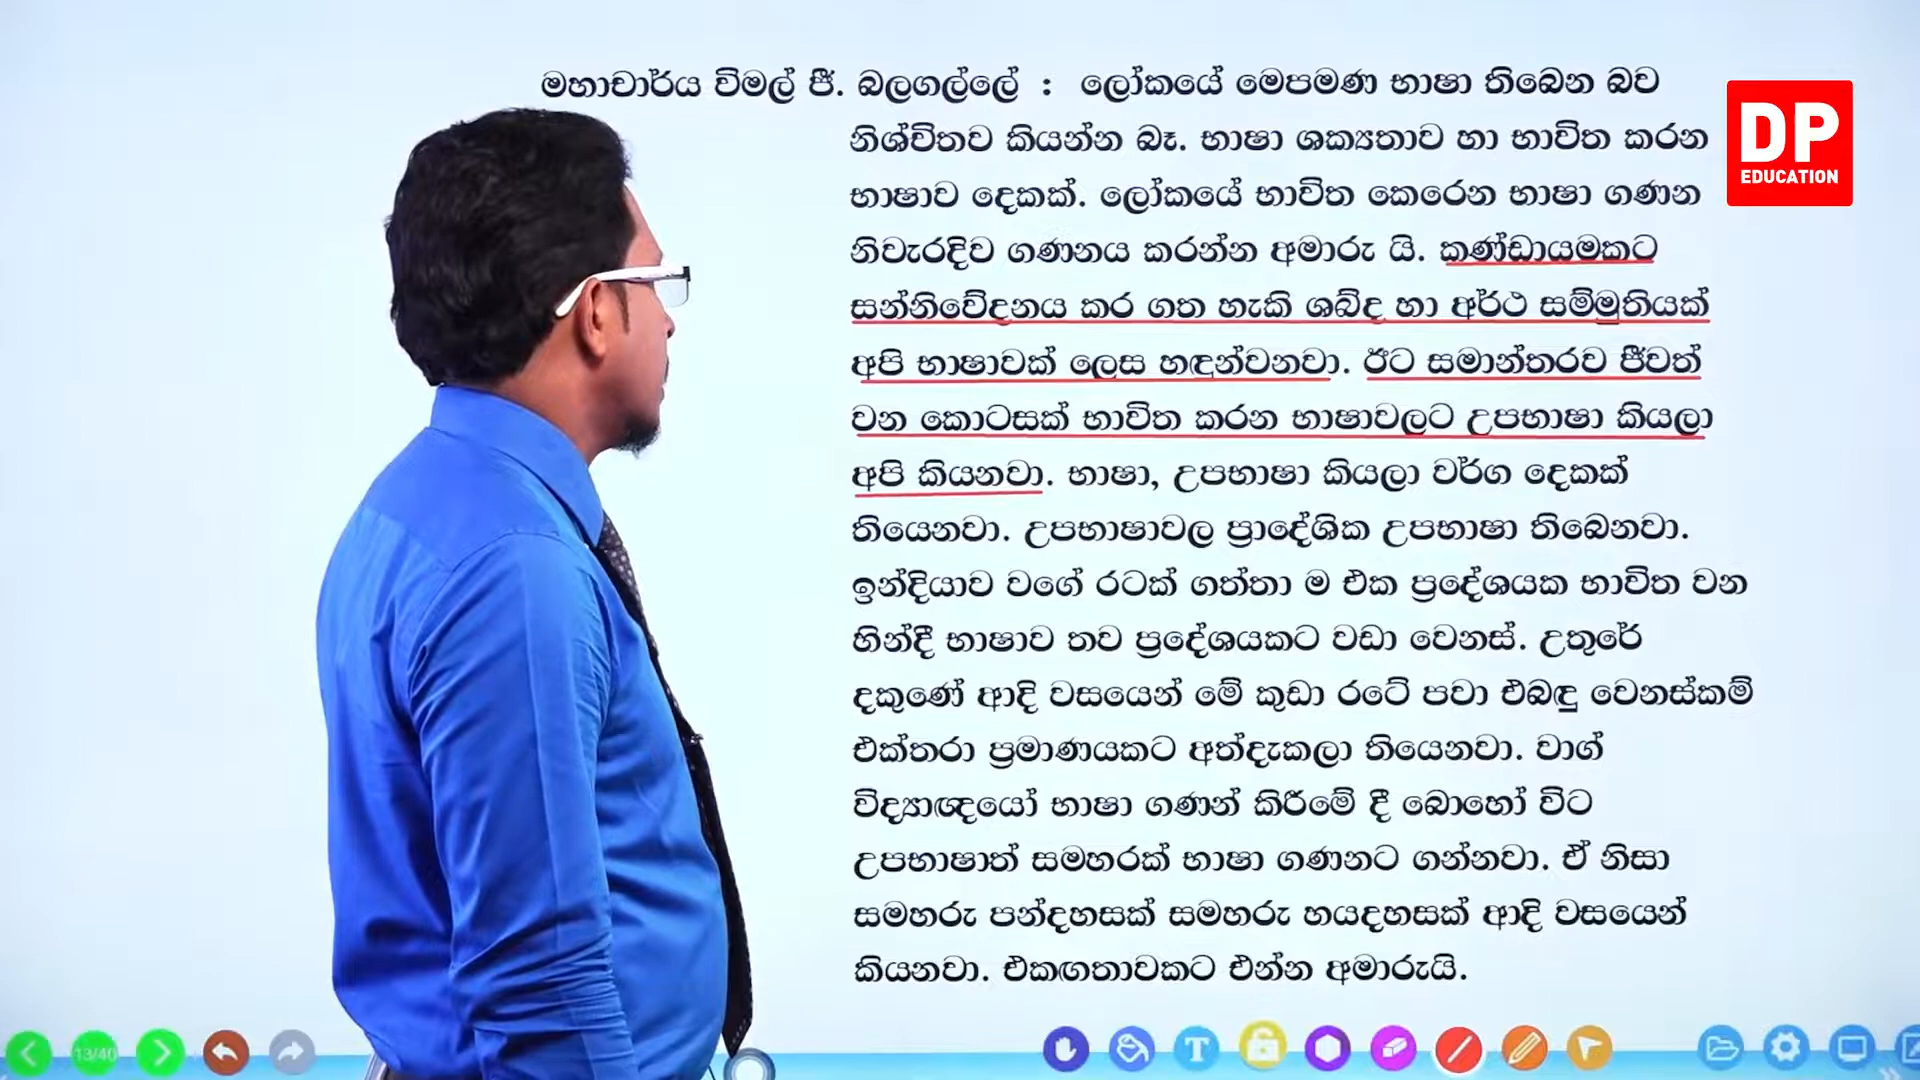 මහාචාර්ය විමල් ජී. බලගල්ලේ : ලෝකයේ මෙපමණ භාෂා තිබෙන බව
නිශ්චිතව කියන්න බෑ. භාෂා ශක්‍යතාව හා භාවිත කරන
භාෂාව දෙකක්. ලෝකයේ භාවිත කෙරෙන භාෂා ගණන
නිවැරදිව ගණනය කරන්න අමාරු යි. කණ්ඩායමකට
සන්නිවේදනය කර ගත හැකි ශබ්ද හා අර්ථ සම්මුතියක්
අපි භාෂාවක් ලෙස හඳුන්වනවා. ඊට සමාන්තරව ජීවත්
වන කොටසක් භාවිත කරන භාෂාවලට උපභාෂා කියලා
අපි කියනවා. භාෂා, උපභාෂා කියලා වර්ග දෙකක්
තියෙනවා. උපභාෂාවල ප්‍රාදේශික උපභාෂා තිබෙනවා.
ඉන්දියාව වගේ රටක් ගත්තා ම එක ප්‍රදේශයක භාවිත වන
හින්දී භාෂාව තව ප්‍රදේශයකට වඩා වෙනස්. උතුරේ
දකුණේ ආදි වසයෙන් මේ කුඩා රටේ පවා එබඳු වෙනස්කම්
එක්තරා ප්‍රමාණයකට අත්දැකලා තියෙනවා. වාග්
විද්‍යාඥයෝ භාෂා ගණන් කිරීමේ දී බොහෝ විට
උපභාෂාත් සමහරක් භාෂා ගණනට ගන්නවා. ඒ නිසා
සමහරු පන්දහසක් සමහරු හයදහසක් ආදි වසයෙන්
කියනවා. එකඟතාවකට එන්න අමාරුයි.
DP
EDUCATION
13/40
T